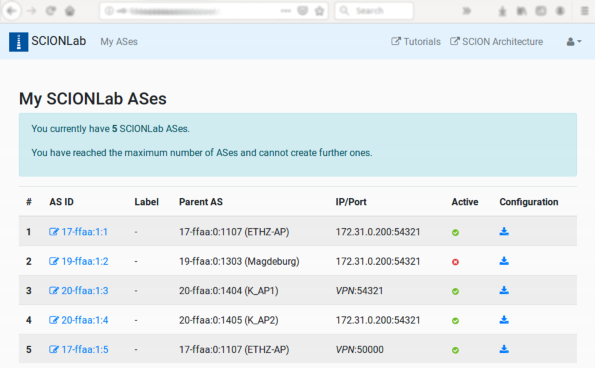 Search
SCIONLab My ASes Tutorials SCION Architecture
My SCIONLab ASes
You currently have 5 SCIONLab ASes.
You have reached the maximum number of ASes and cannot create further ones.
# AS ID Label Parent AS IP/Port Active Configuration
1 17-ffaa:1:1 - 17-ffaa:0:1107 (ETHZ-AP) 172.31.0.200:54321
2 19-ffaa:1:2 - 19-ffaa:0:1303 (Magdeburg) 172.31.0.200:54321
3 20-ffaa:1:3 - 20-ffaa:0:1404 (K_AP1) VPN:54321
4 20-ffaa:1:4 - 20-ffaa:0:1405 (K_AP2) 172.31.0.200:54321
5 17-ffaa:1:5 - 17-ffaa:0:1107 (ETHZ-AP) VPN:50000